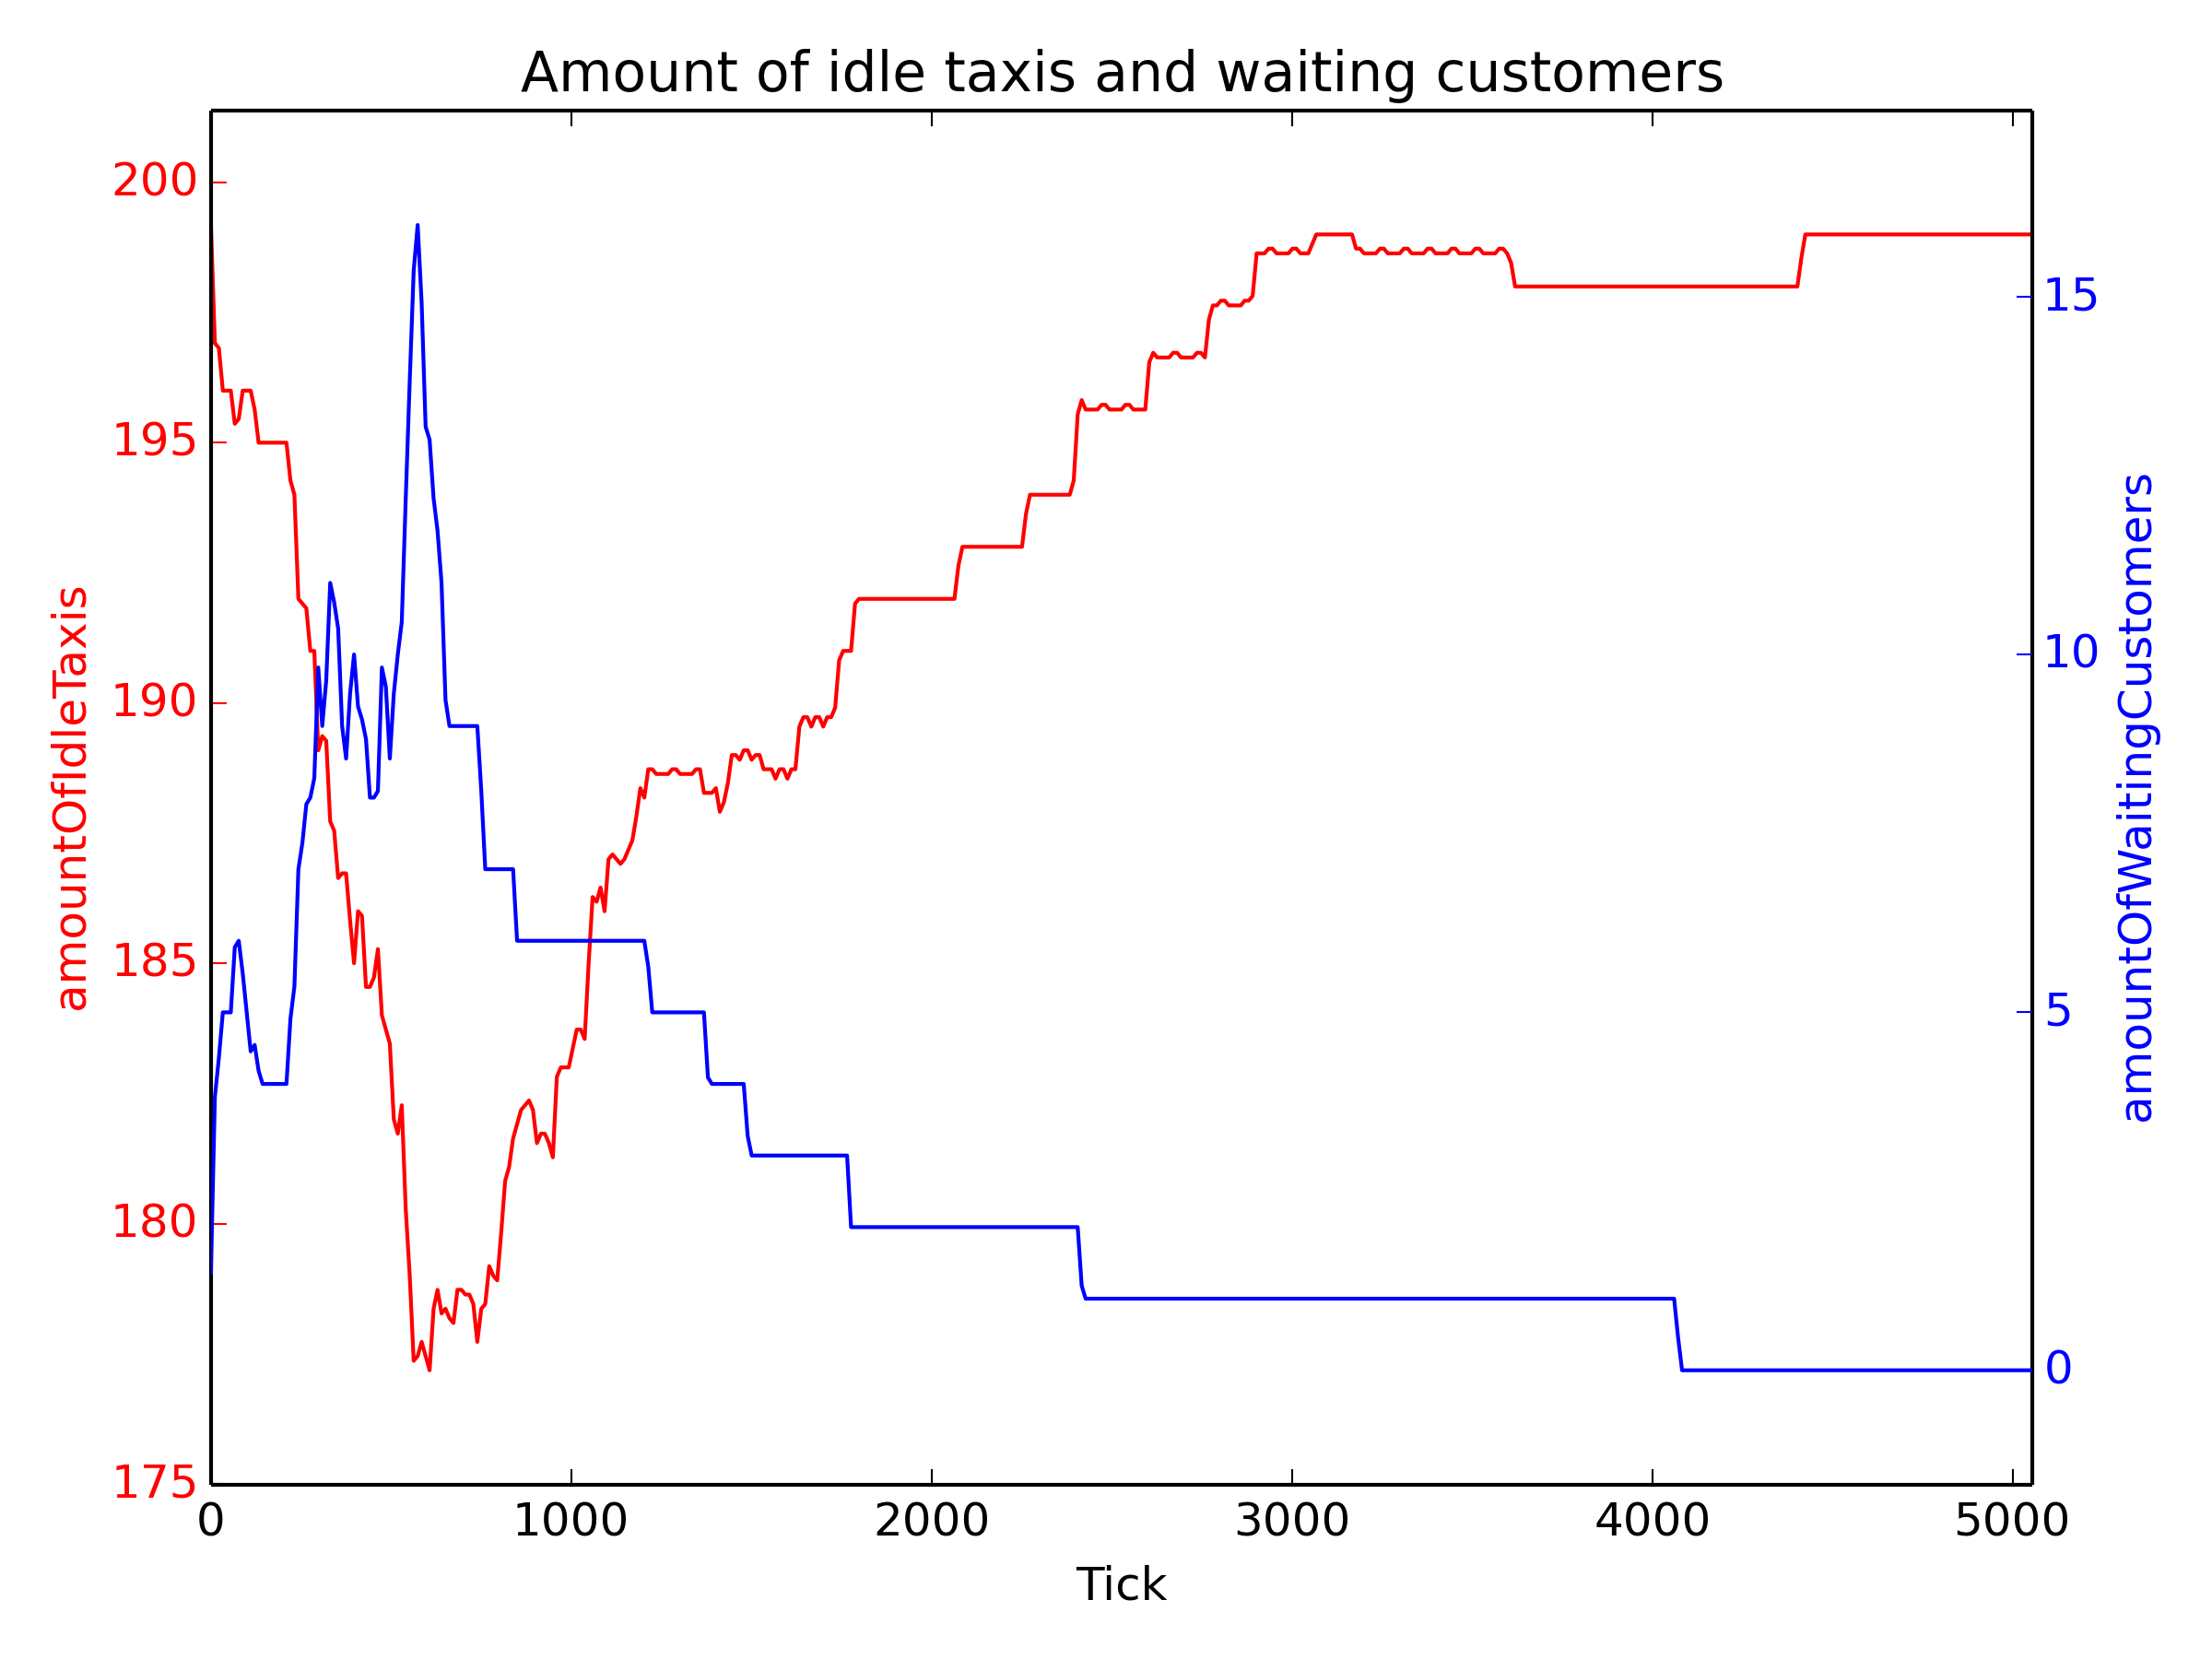 Amount of idle taxis and waiting customers
200
195
190
185
180
175
amountOfIdleTaxis
15
10
5
0
amountOfWaitingCustomers
0 1000 2000 3000 4000 5000
Tick